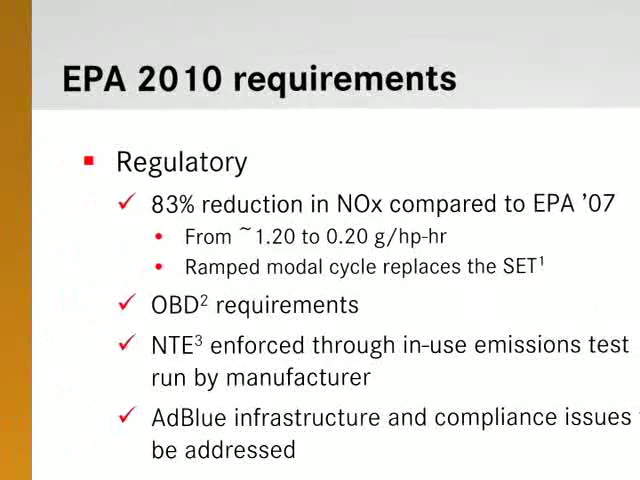 EPA 2010 requirements
Regulatory
83% reduction in NOx compared to EPA ’07
From ~1.20 to 0.20 g/hp-hr
Ramped modal cycle replaces the SET¹
OBD² requirements
NTE³ enforced through in-use emissions test
run by manufacturer
AdBlue infrastructure and compliance issues
be addressed